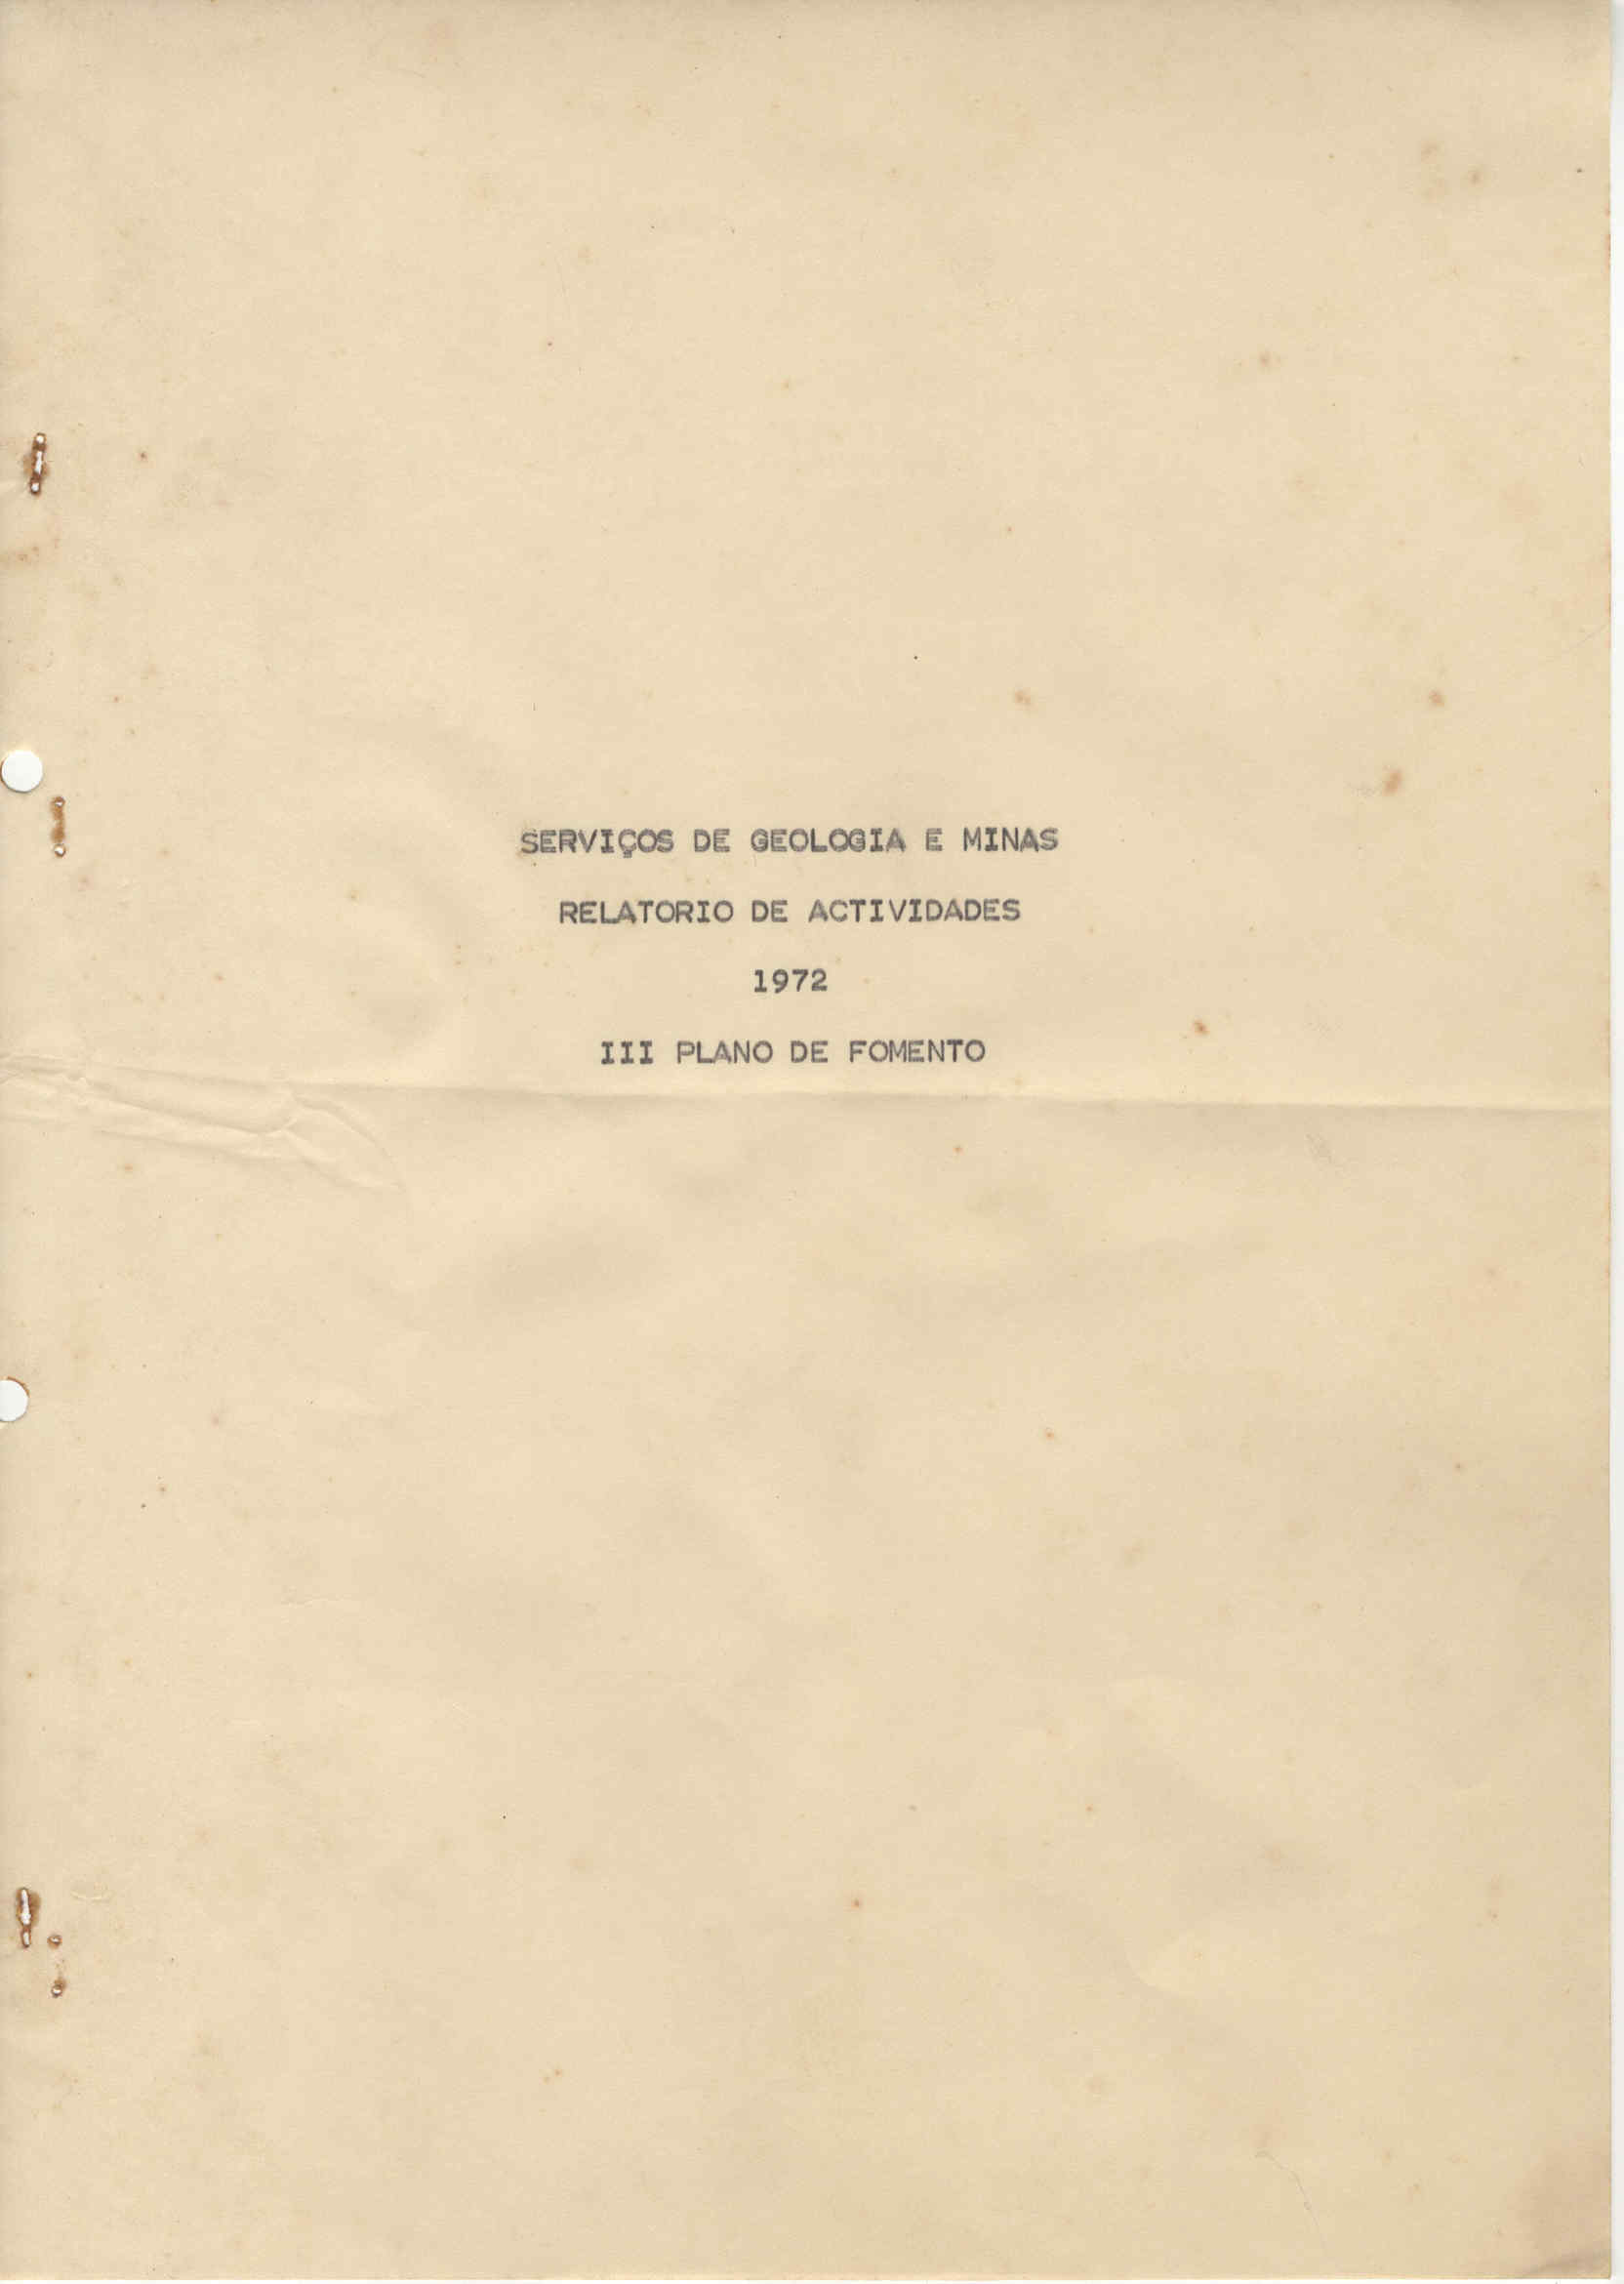 SERVIÇOS DE GEOLOGIA E MINAS
RELATORIO DE ACTIVIDADES
1972
III PLANO DE FOMENTO